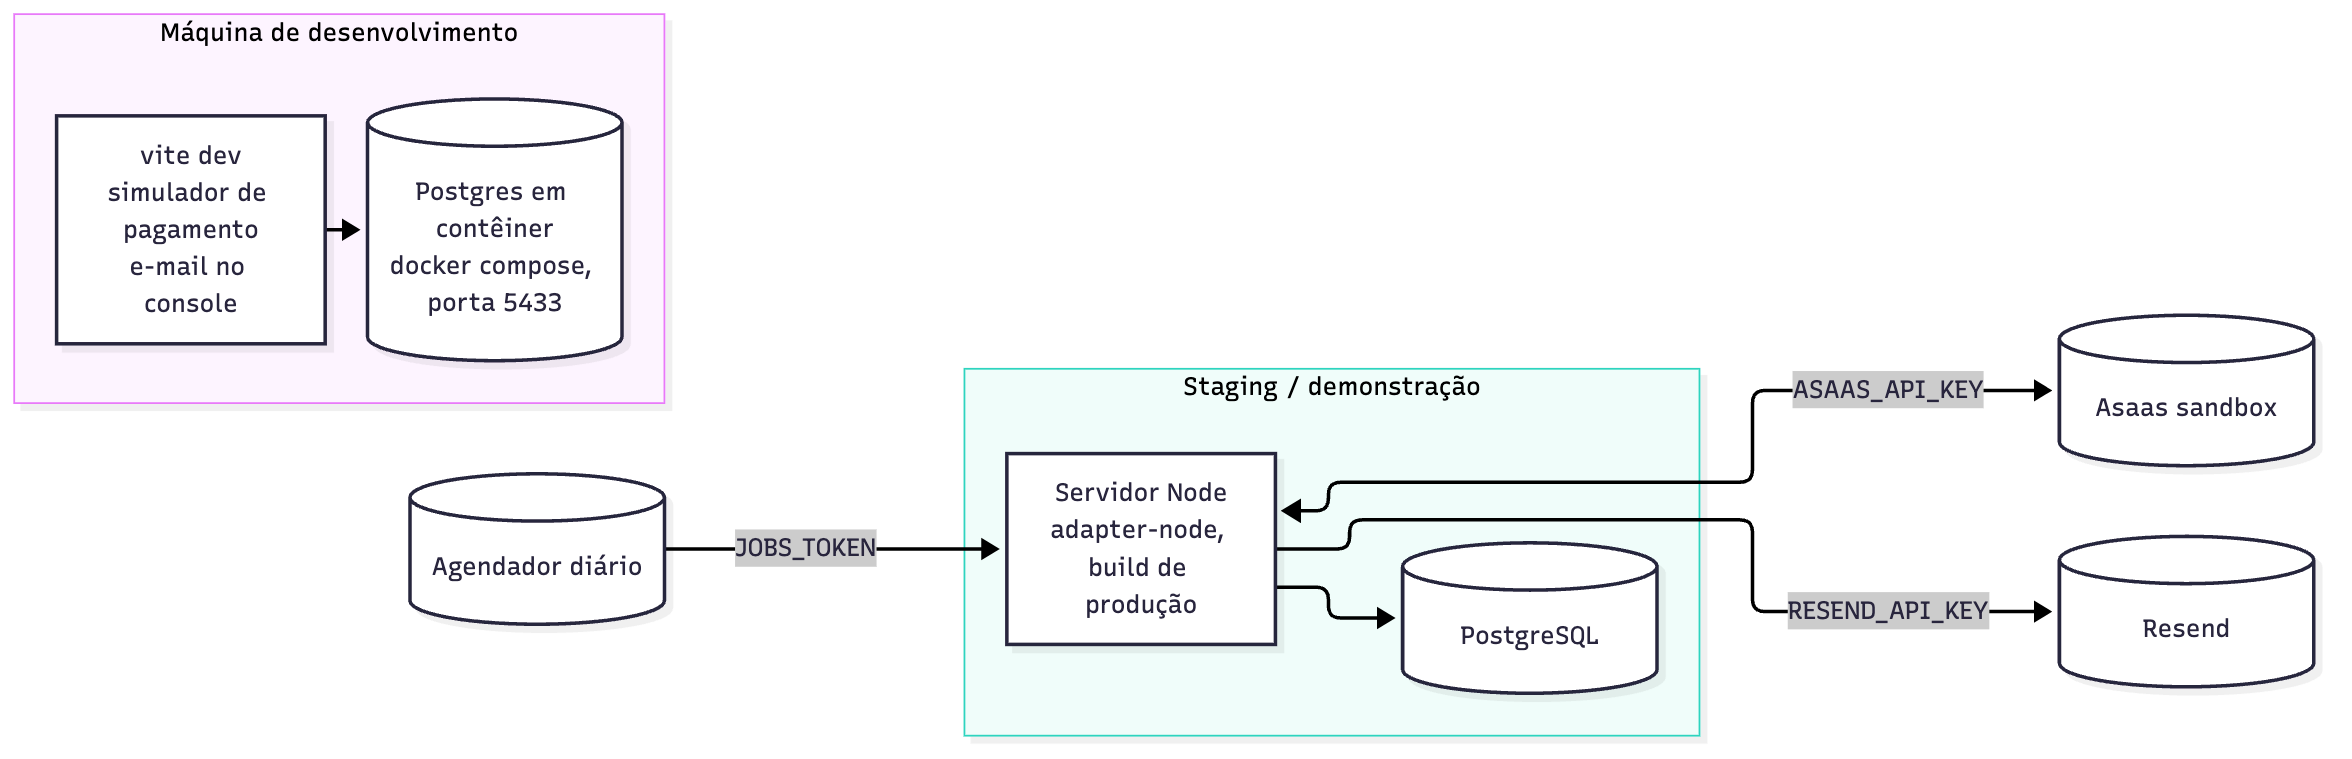 Máquina de desenvolvimento
vite dev
simulador de
pagamento
e-mail no
console
Postgres em
contêiner
docker compose,
porta 5433
Agendador diário
JOBS_TOKEN
Staging / demonstração
Servidor Node
adapter-node,
build de
produção
PostgreSQL
ASAAS_API_KEY
Asaas sandbox
RESEND_API_KEY
Resend